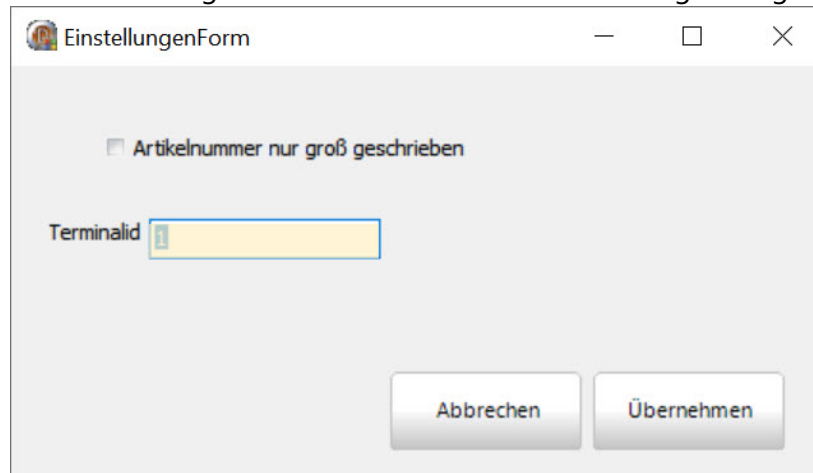 EinstellungenForm
Artikelnummer nur groß geschrieben
Terminalid 1
Abbrechen Übernehmen